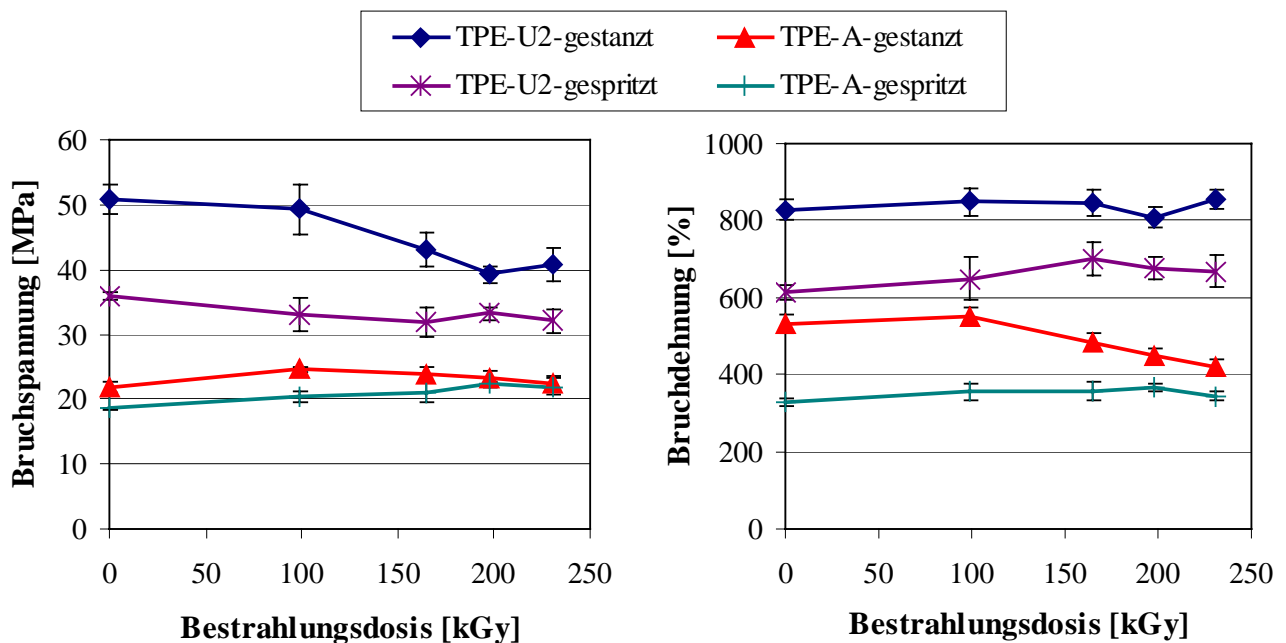 TPE-U2-gestanzt
TPE-A-gestanzt
TPE-U2-gespritzt
TPE-A-gespritzt
Bruchspannung [MPa]
60
50
40
30
20
10
0
0 50 100 150 200 250
Bestrahlungsdosis [kGy]
Bruchdehnung [%]
1000
800
600
400
200
0
0 50 100 150 200 250
Bestrahlungsdosis [kGy]